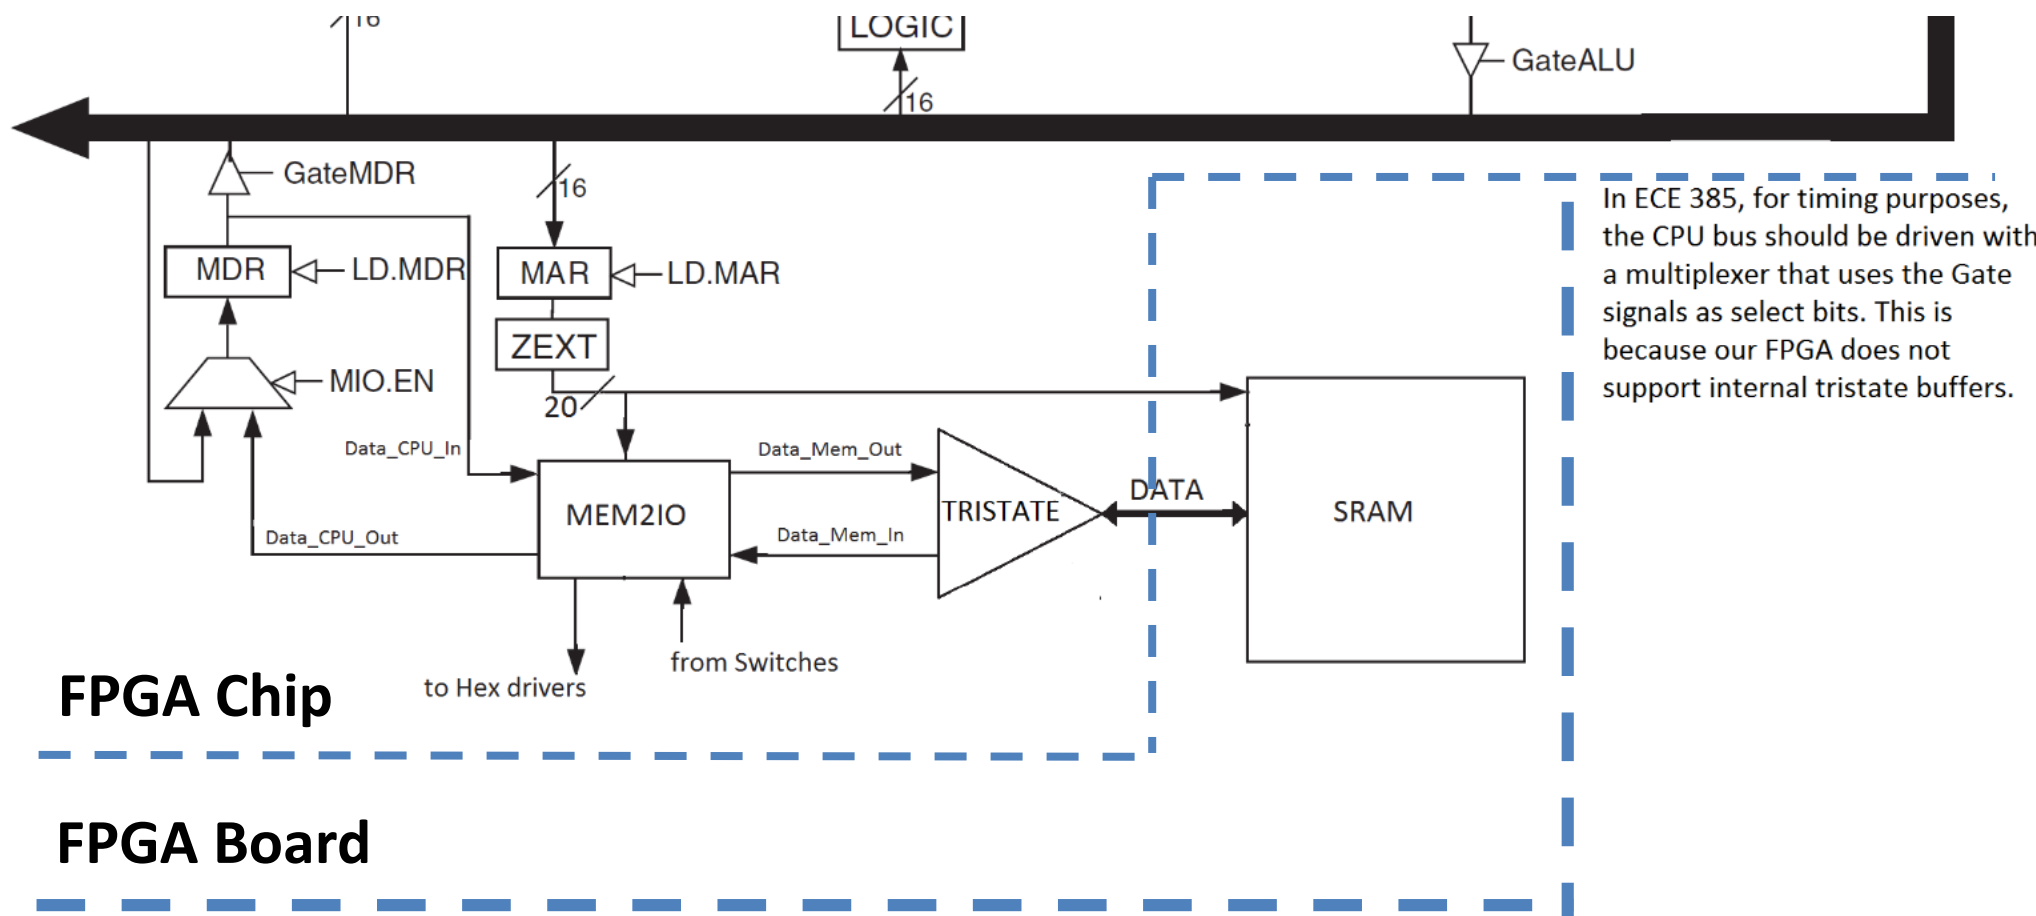 16
LOGIC
GateALU
16
GateMDR
16
In ECE 385, for timing purposes,
the CPU bus should be driven with
a multiplexer that uses the Gate
signals as select bits. This is
because our FPGA does not
support internal tristate buffers.
MDR
LD.MDR
MAR
LD.MAR
ZEXT
MIO.EN
20
Data_CPU_In
Data_Mem_Out
DATA
MEM2IO
TRISTATE
SRAM
Data_CPU_Out
Data_Mem_In
from Switches
to Hex drivers
FPGA Chip
FPGA Board